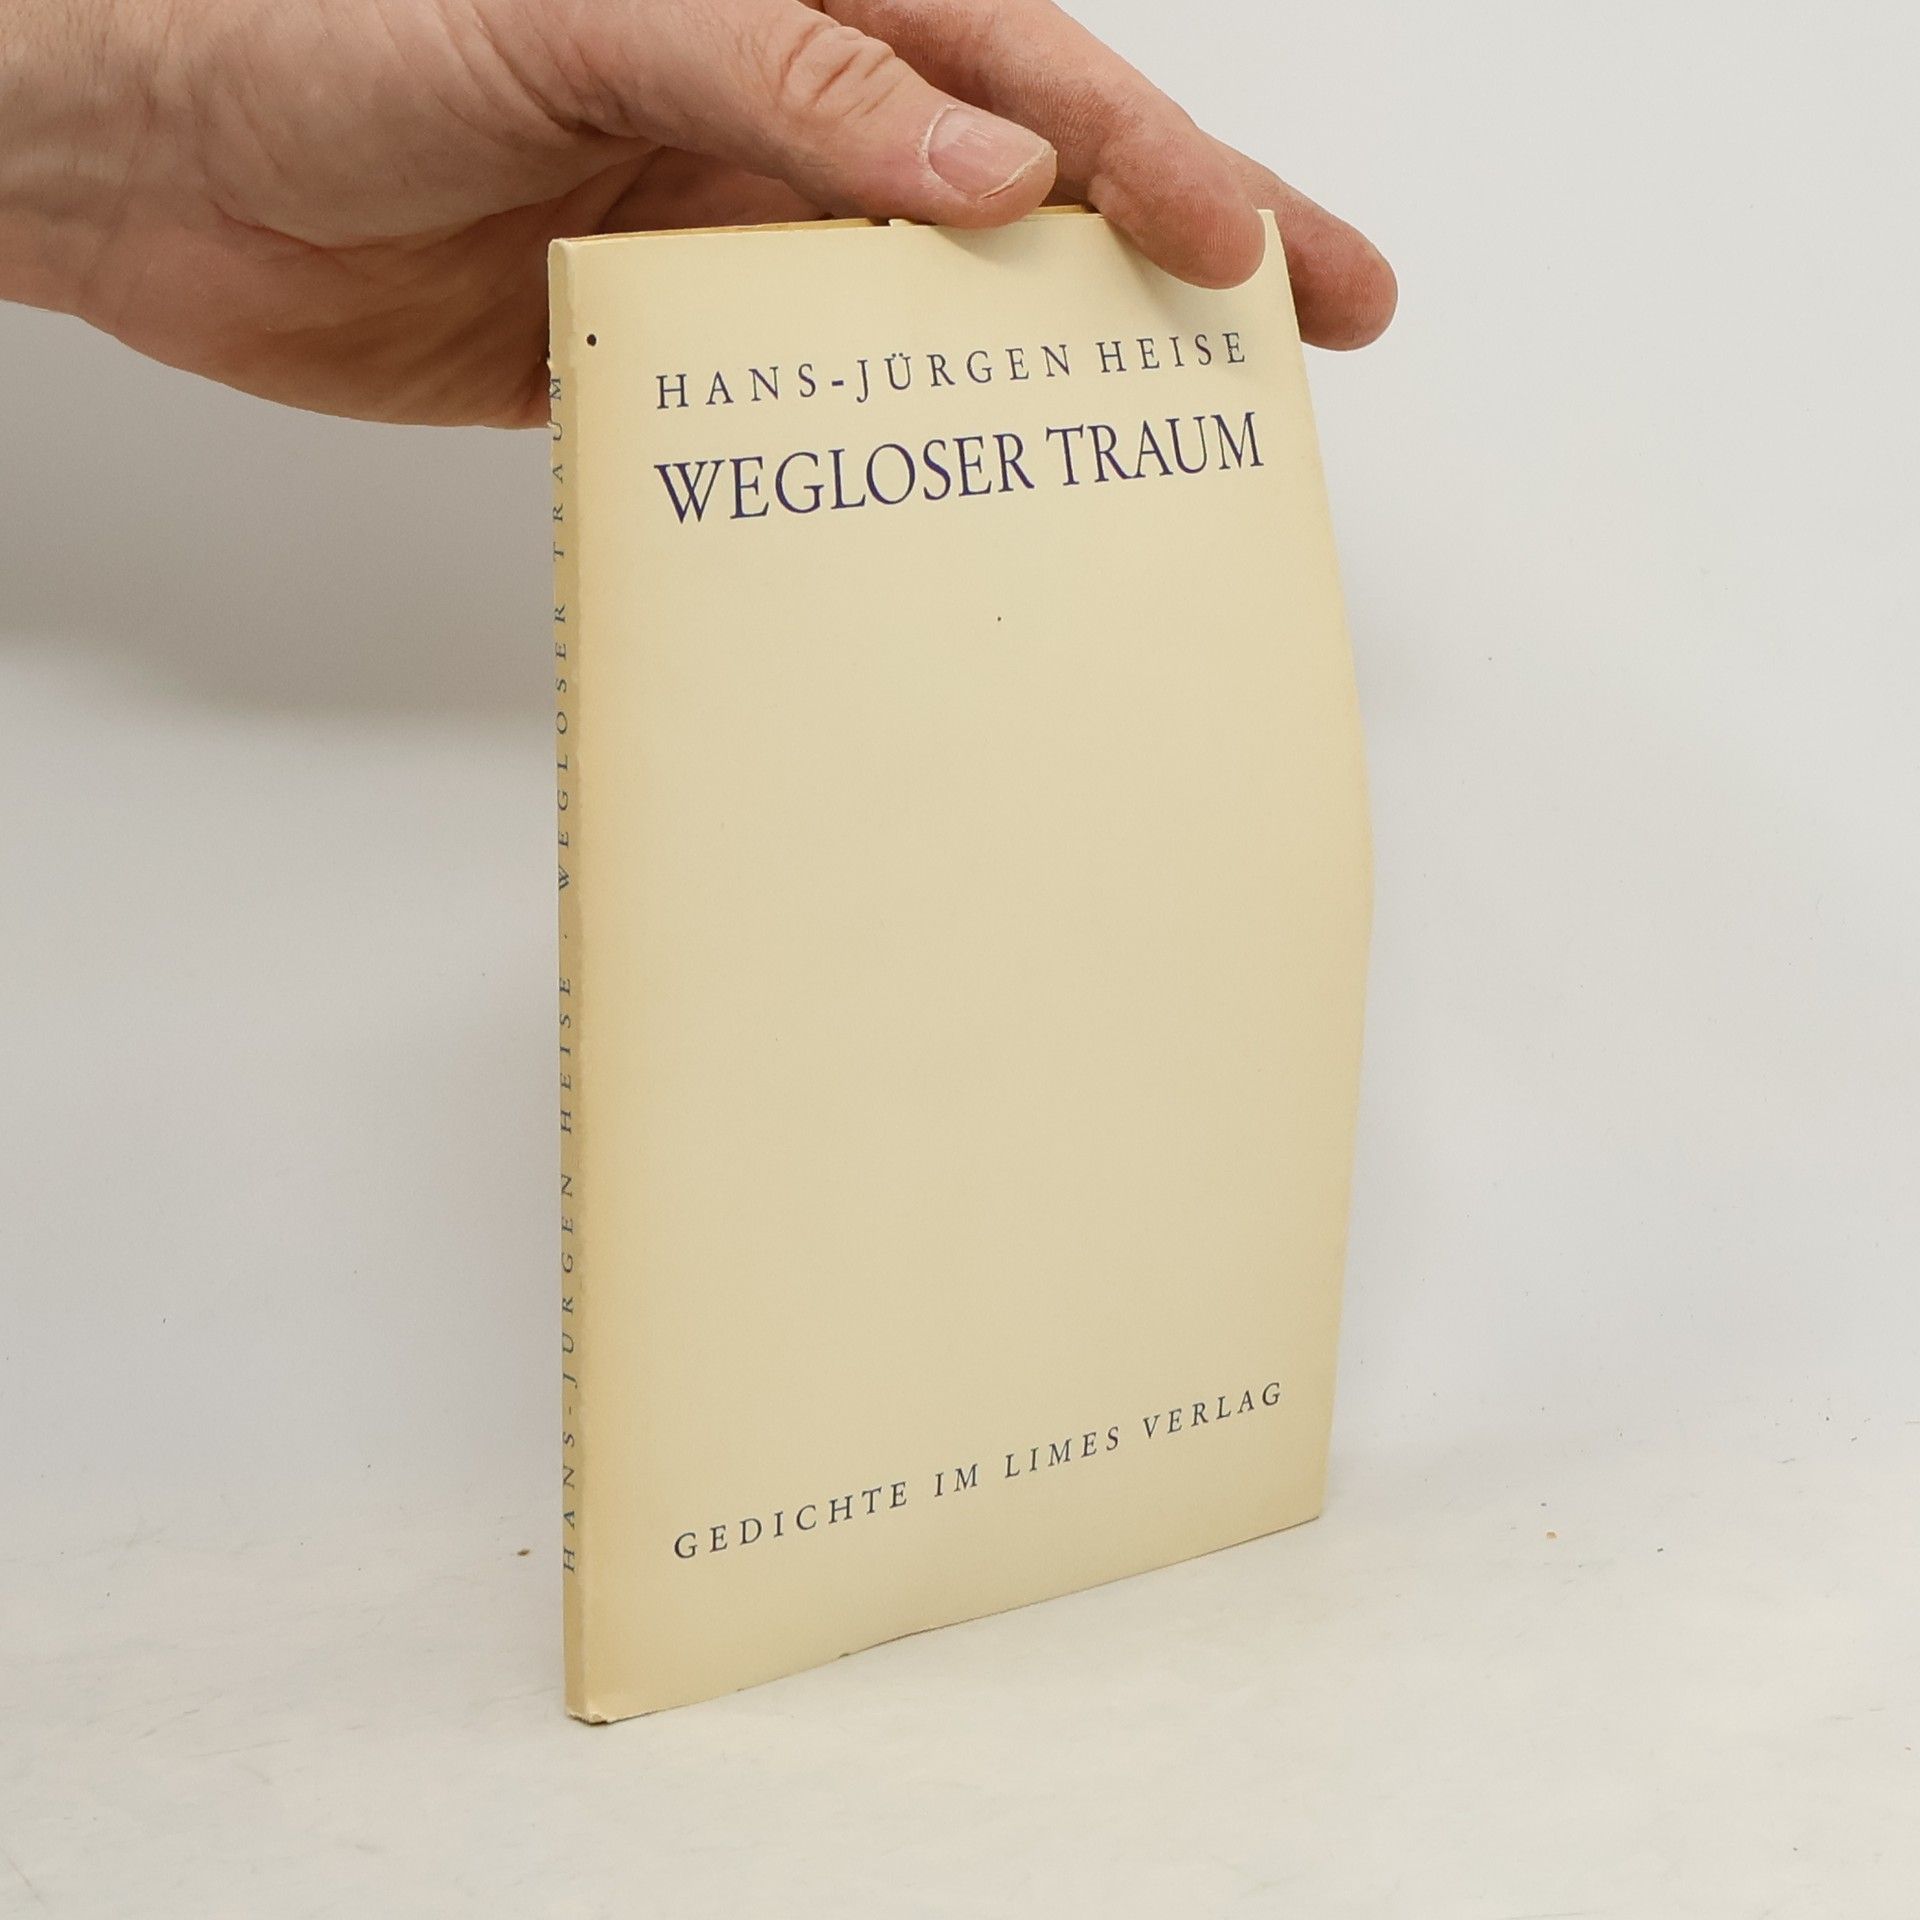 HANS-JÜRGEN HEISE
WEGLOSER TRAUM
GEDICHTE IM LIMES VERLAG
HANS-JÜRGEN HEISE · WEGLOSER TRAUM